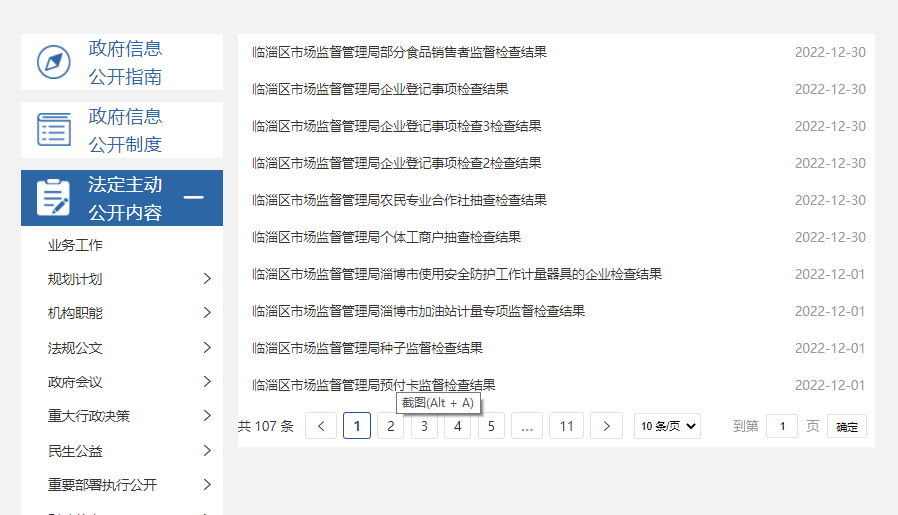 政府信息
公开指南
政府信息
公开制度
法定主动
公开内容
业务工作
规划计划
机构职能
法规公文
政府会议
重大行政决策
民生公益
重要部署执行公开
临淄区市场监督管理局部分食品销售者监督检查结果 2022-12-30
临淄区市场监督管理局企业登记事项检查结果 2022-12-30
临淄区市场监督管理局企业登记事项检查3检查结果 2022-12-30
临淄区市场监督管理局企业登记事项检查2检查结果 2022-12-30
临淄区市场监督管理局农民专业合作社抽查检查结果 2022-12-30
临淄区市场监督管理局个体工商户抽查检查结果 2022-12-30
临淄区市场监督管理局淄博市使用安全防护工作计量器具的企业检查结果 2022-12-01
临淄区市场监督管理局淄博市加油站计量专项监督检查结果 2022-12-01
临淄区市场监督管理局种子监督检查结果 2022-12-01
临淄区市场监督管理局预付卡监督检查结果 2022-12-01
截图(Alt + A)
共 107 条 < 1 2 3 4 5 ... 11 > 10 条/页 到第 1 页 确定